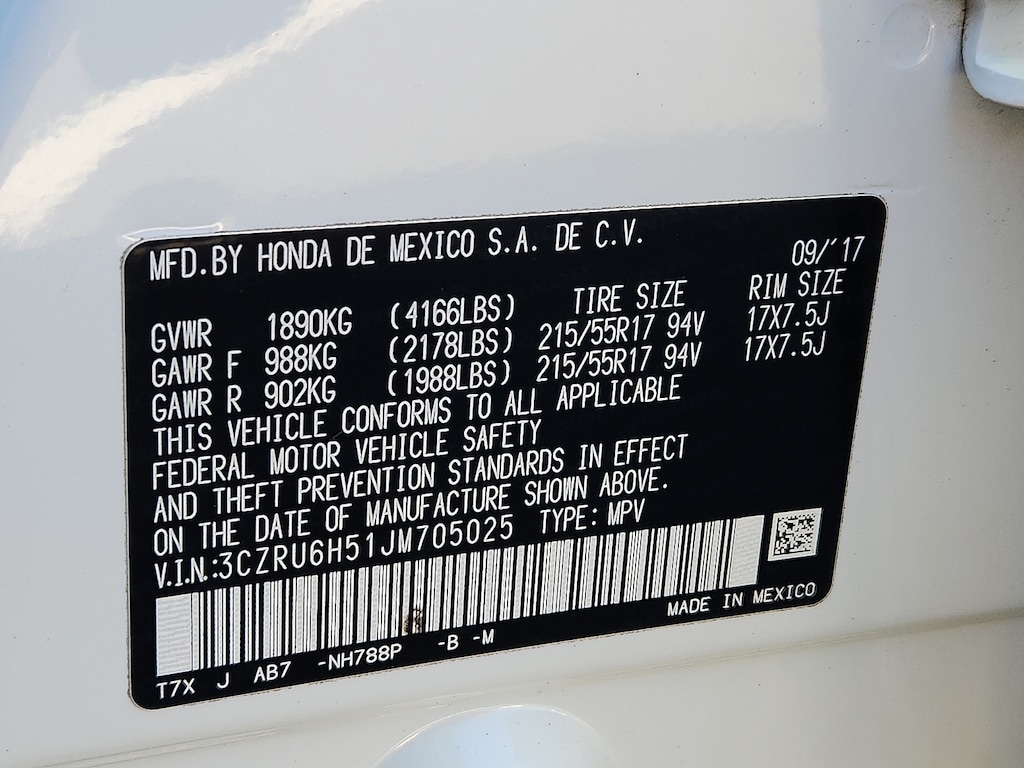 MFD.BY HONDA DE MEXICO S.A. DE C.V.
09/'17
TIRE SIZE RIM SIZE
GVWR 1890KG (4166LBS)
GAWR F 988KG (2178LBS) 215/55R17 94V 17X7.5J
GAWR R 902KG (1988LBS) 215/55R17 94V 17X7.5J
THIS VEHICLE CONFORMS TO ALL APPLICABLE
FEDERAL MOTOR VEHICLE SAFETY
AND THEFT PREVENTION STANDARDS IN EFFECT
ON THE DATE OF MANUFACTURE SHOWN ABOVE.
V.I.N.:3CZRU6H51JM705025 TYPE: MPV
MADE IN MEXICO
T7X J AB7 -NH788P -B -M